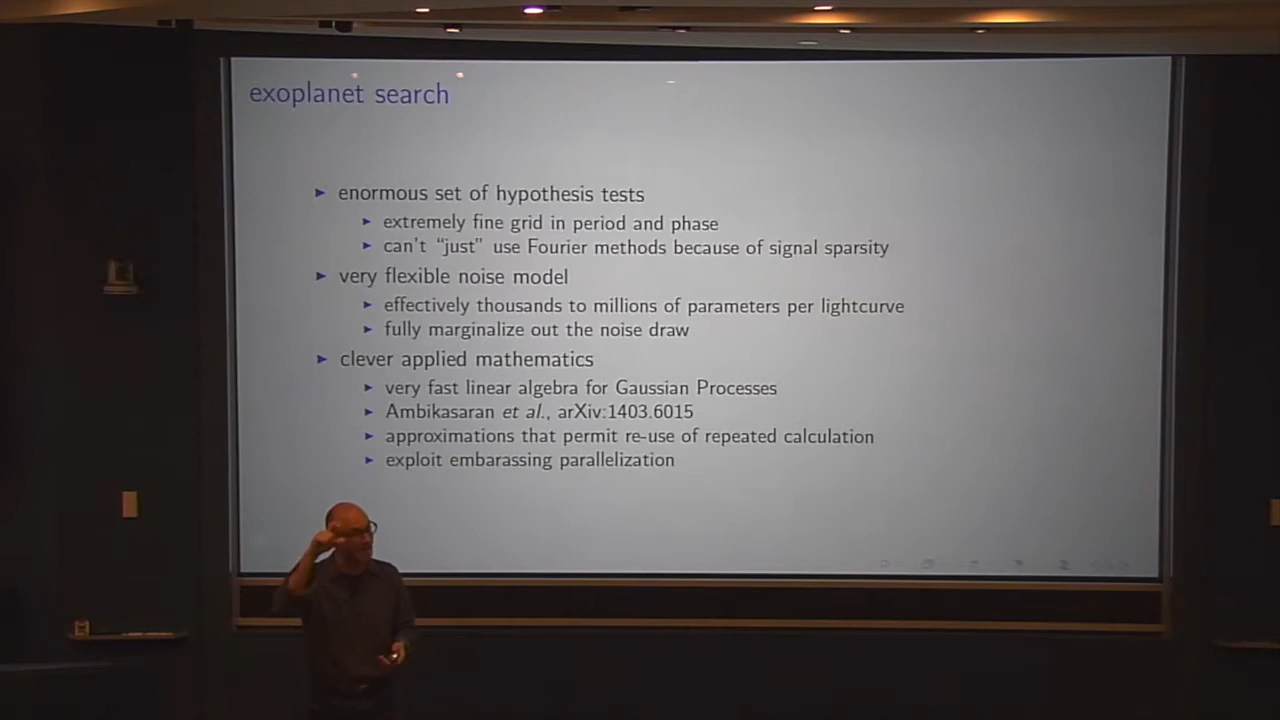 exoplanet search
► enormous set of hypothesis tests
► extremely fine grid in period and phase
► can't “just” use Fourier methods because of signal sparsity
► very flexible noise model
► effectively thousands to millions of parameters per lightcurve
► fully marginalize out the noise draw
► clever applied mathematics
► very fast linear algebra for Gaussian Processes
► Ambikasaran et al., arXiv:1403.6015
► approximations that permit re-use of repeated calculation
► exploit embarassing parallelization